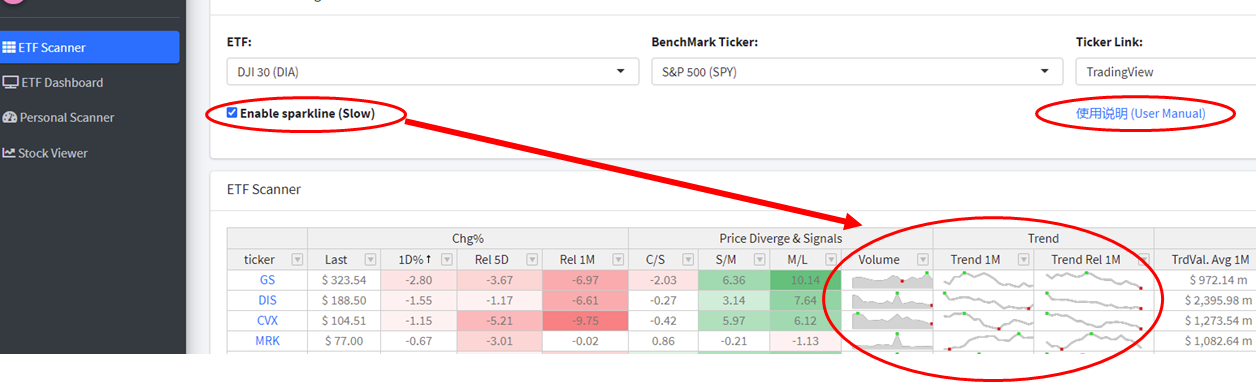 ETF: BenchMark Ticker: Ticker Link:
ETF Scanner DJI 30 (DIA) S&P 500 (SPY) TradingView
ETF Dashboard
Enable sparkline (Slow) 使用说明 (User Manual)
Personal Scanner
Stock Viewer
ETF Scanner
Chg% Price Diverge & Signals Trend
ticker Last 1D%↑ Rel 5D Rel 1M C/S S/M M/L Volume Trend 1M Trend Rel 1M TrdVal. Avg 1M
GS $ 323.54 -2.80 -3.67 -6.97 -2.03 6.36 10.14 $ 972.14 m
DIS $ 188.50 -1.55 -1.17 -6.61 -0.27 3.14 7.64 $ 2,395.98 m
CVX $ 104.51 -1.15 -5.21 -9.75 -0.42 5.97 6.12 $ 1,273.54 m
MRK $ 77.00 -0.67 -3.01 -0.02 0.86 -0.21 -1.13 $ 1,082.64 m